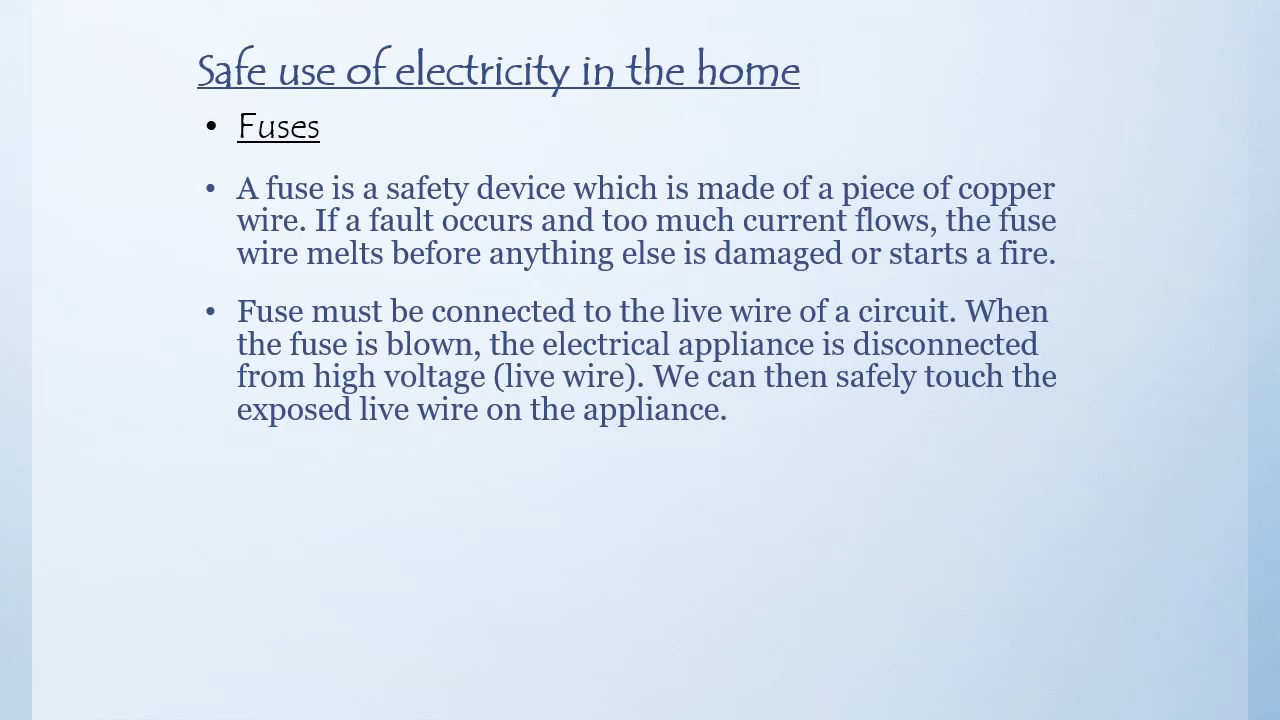 Safe use of electricity in the home
• Fuses
• A fuse is a safety device which is made of a piece of copper
wire. If a fault occurs and too much current flows, the fuse
wire melts before anything else is damaged or starts a fire.
• Fuse must be connected to the live wire of a circuit. When
the fuse is blown, the electrical appliance is disconnected
from high voltage (live wire). We can then safely touch the
exposed live wire on the appliance.